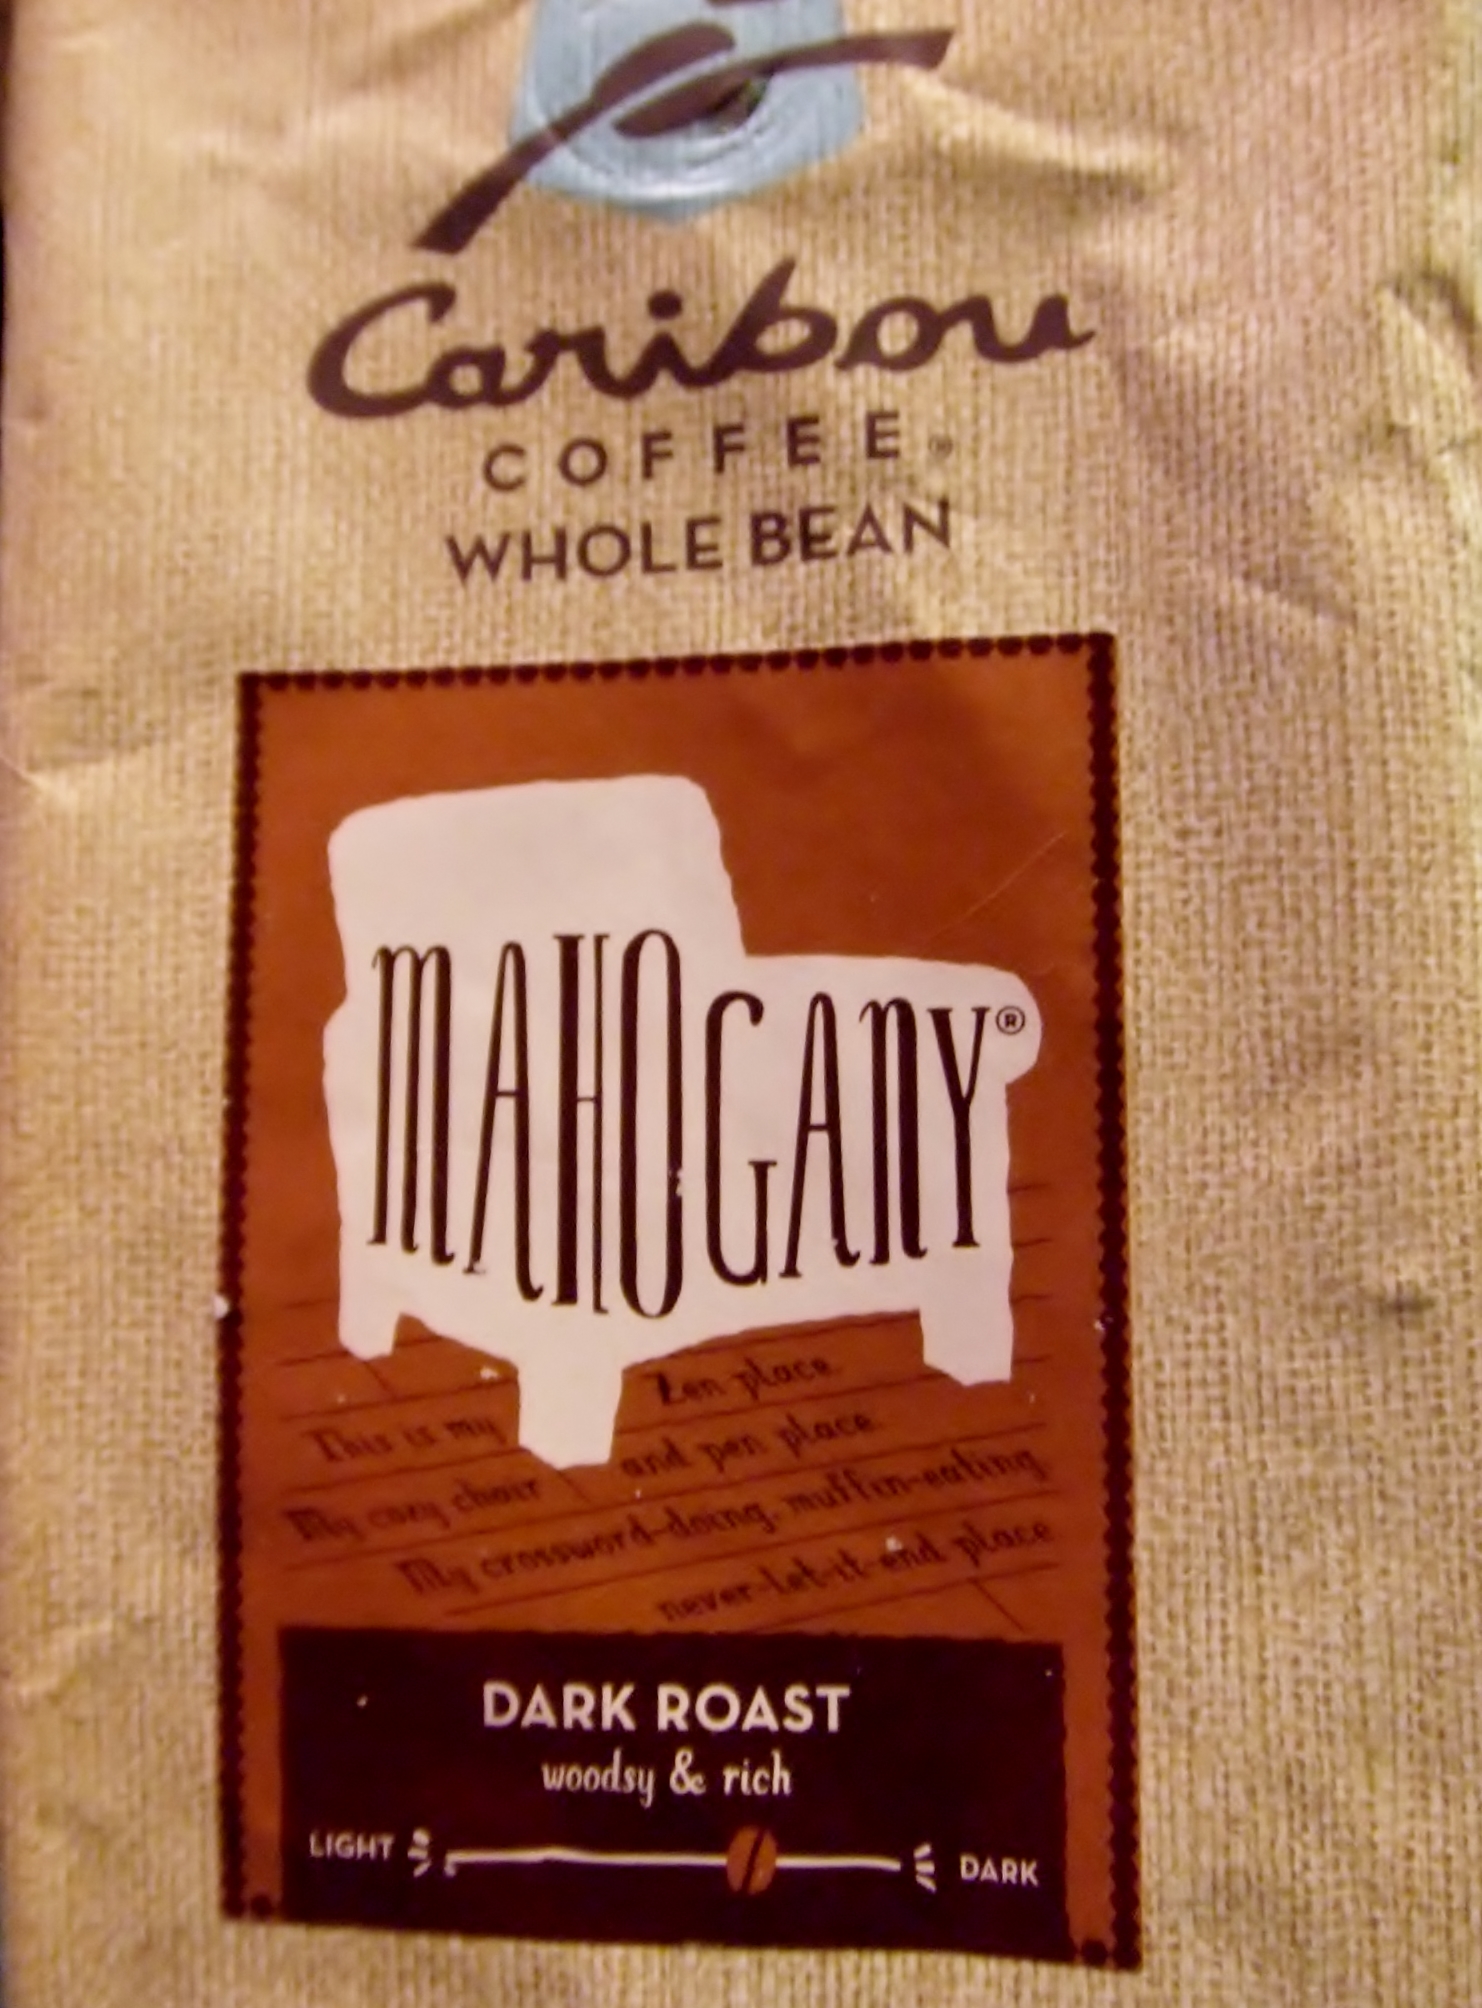 Caribou
COFFEE®
WHOLE BEAN
MAHOGANY®
Zen place.
This is my
and pen place.
My cozy chair
My crossword-doing, muffin-eating,
never-let-it-end place
DARK ROAST
woodsy & rich
LIGHT DARK